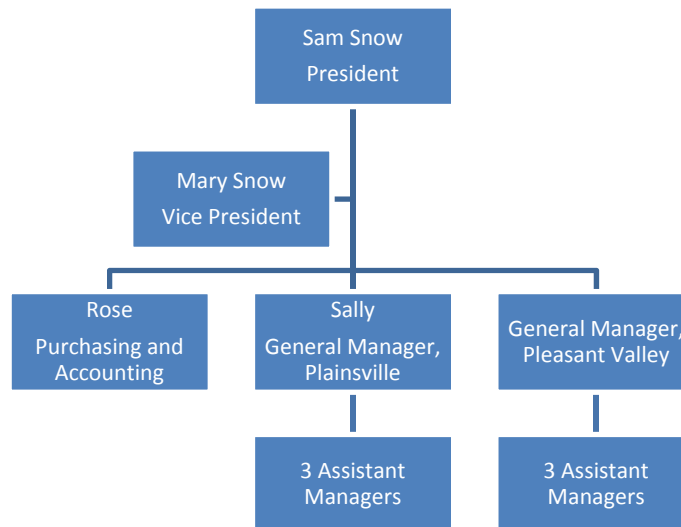 Sam Snow
President
Mary Snow
Vice President
Rose
Purchasing and
Accounting
Sally
General Manager,
Plainsville
General Manager,
Pleasant Valley
3 Assistant
Managers
3 Assistant
Managers